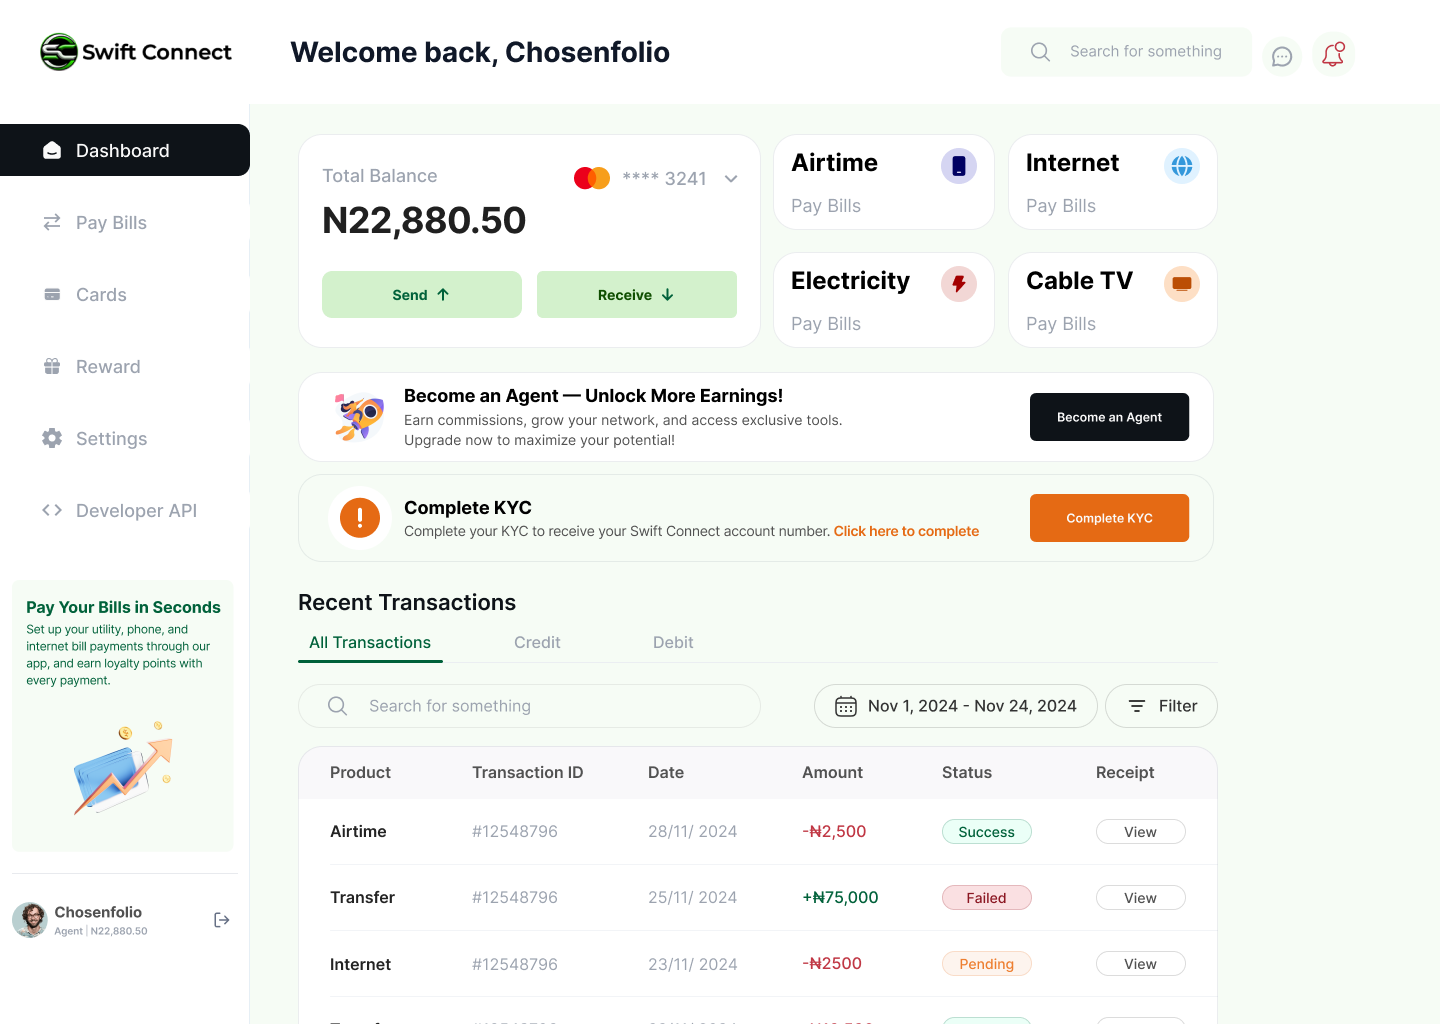 Swift Connect
Welcome back, Chosenfolio
Search for something
Dashboard
Pay Bills
Cards
Reward
Settings
Developer API
Pay Your Bills in Seconds
Set up your utility, phone, and
internet bill payments through our
app, and earn loyalty points with
every payment.
Chosenfolio
Agent | N22,880.50
Total Balance
**** 3241
N22,880.50
Send
Receive
Airtime
Pay Bills
Internet
Pay Bills
Electricity
Pay Bills
Cable TV
Pay Bills
Become an Agent — Unlock More Earnings!
Earn commissions, grow your network, and access exclusive tools.
Upgrade now to maximize your potential!
Become an Agent
Complete KYC
Complete your KYC to receive your Swift Connect account number. Click here to complete
Complete KYC
Recent Transactions
All Transactions Credit Debit
Search for something
Nov 1, 2024 - Nov 24, 2024
Filter
Product Transaction ID Date Amount Status Receipt
Airtime #12548796 28/11/ 2024 -₦2,500 Success View
Transfer #12548796 25/11/ 2024 +₦75,000 Failed View
Internet #12548796 23/11/ 2024 -₦2500 Pending View